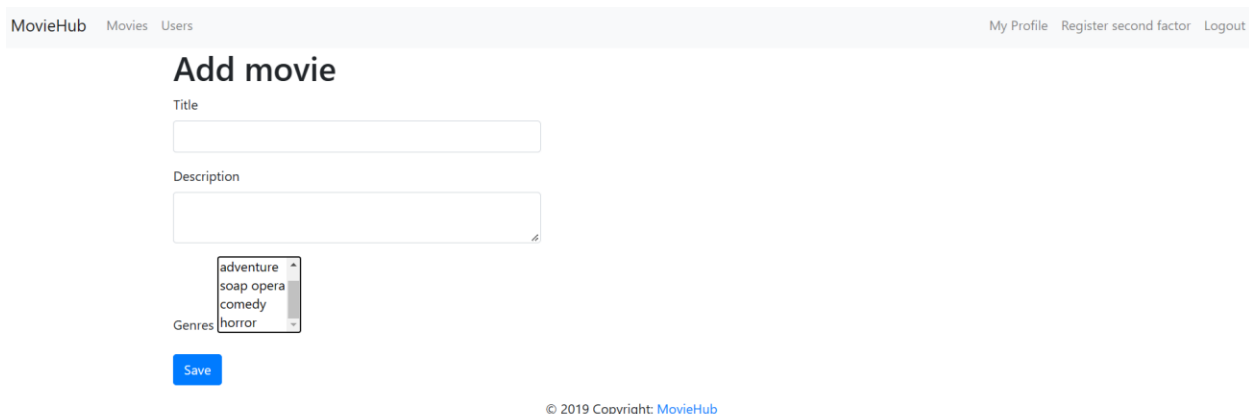 MovieHub Movies Users My Profile Register second factor Logout
Add movie
Title
Description
adventure
soap opera
comedy
Genres horror
Save
© 2019 Copyright: MovieHub